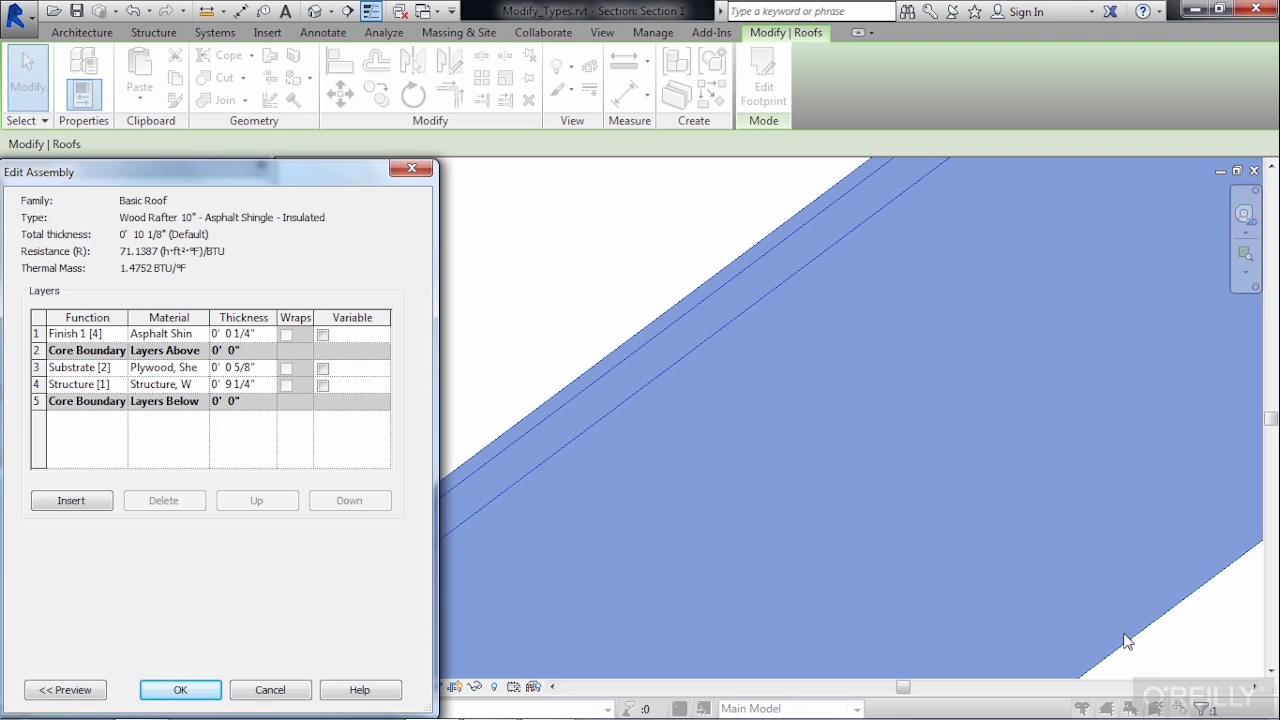 Modify_Types.rvt - Section: Section 1
Type a keyword or phrase
Sign In
Architecture Structure Systems Insert Annotate Analyze Massing & Site Collaborate View Manage Add-Ins Modify | Roofs
Modify
Paste
Cope
Cut
Join
Edit
Footprint
Select Properties Clipboard Geometry Modify View Measure Create Mode
Modify | Roofs
Edit Assembly
Family: Basic Roof
Type: Wood Rafter 10" - Asphalt Shingle - Insulated
Total thickness: 0' 10 1/8" (Default)
Resistance (R): 71.1387 (h·ft²·°F)/BTU
Thermal Mass: 1.4752 BTU/°F
Layers
Function Material Thickness Wraps Variable
1 Finish 1 [4] Asphalt Shin 0' 0 1/4"
2 Core Boundary Layers Above 0' 0"
3 Substrate [2] Plywood, She 0' 0 5/8"
4 Structure [1] Structure, W 0' 9 1/4"
5 Core Boundary Layers Below 0' 0"
Insert Delete Up Down
<< Preview OK Cancel Help
:0 Main Model :1
O'REILLY
2D